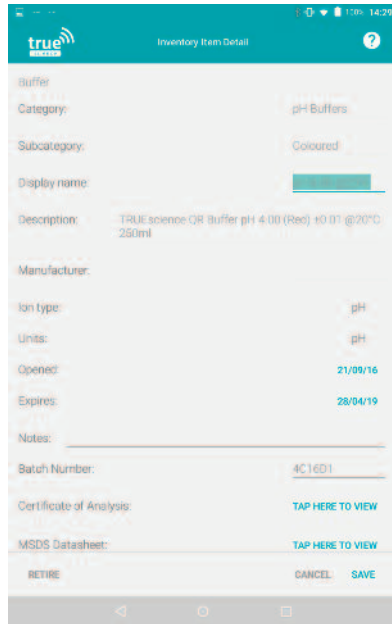 100% 14:29
true
Inventory Item Detail
?
Buffer
Category: pH Buffers
Subcategory: Coloured
Display name:
Description: TRUEscience QR Buffer pH 4.00 (Red) ±0.01 @20°C
250ml
Manufacturer:
Ion type: pH
Units: pH
Opened: 21/09/16
Expires: 28/04/19
Notes:
Batch Number: 4C16D1
Certificate of Analysis: TAP HERE TO VIEW
MSDS Datasheet: TAP HERE TO VIEW
RETIRE CANCEL SAVE